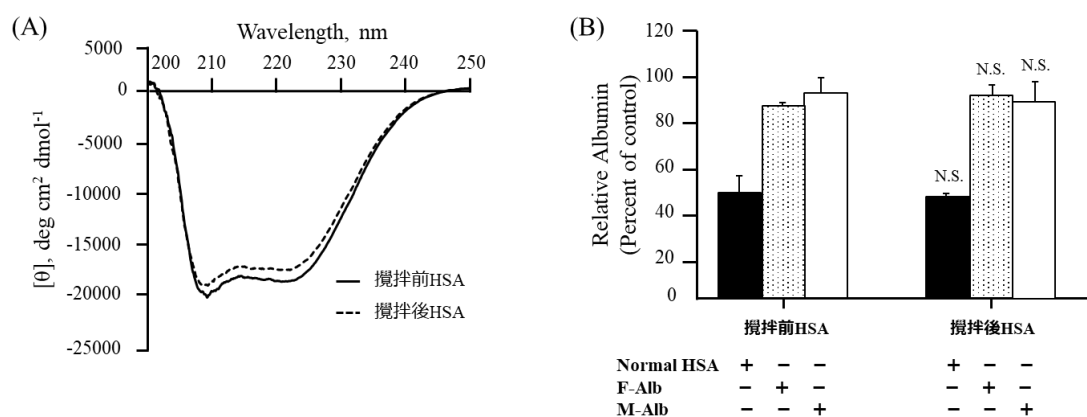 (A)
Wavelength, nm
5000
200 210 220 230 240 250
0
-5000
-10000
-15000
-20000
-25000
[θ], deg cm² dmol⁻¹
攪拌前HSA
攪拌後HSA
(B)
120
100
80
60
40
20
0
Relative Albumin
(Percent of control)
N.S.
N.S.
N.S.
攪拌前HSA 攪拌後HSA
Normal HSA + − − + − −
F-Alb − + − − + −
M-Alb − − + − − +